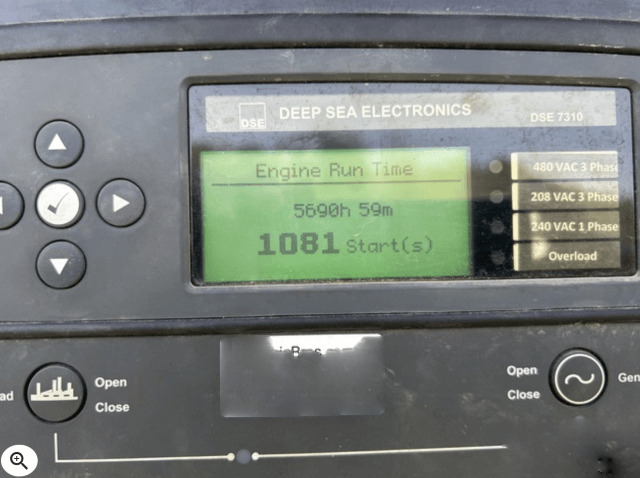 DSE
DEEP SEA ELECTRONICS
DSE 7310
Engine Run Time
5690h 59m
1081 Start(s)
480 VAC 3 Phase
208 VAC 3 Phase
240 VAC 1 Phase
Overload
Open
Close
Open
Close
Gen